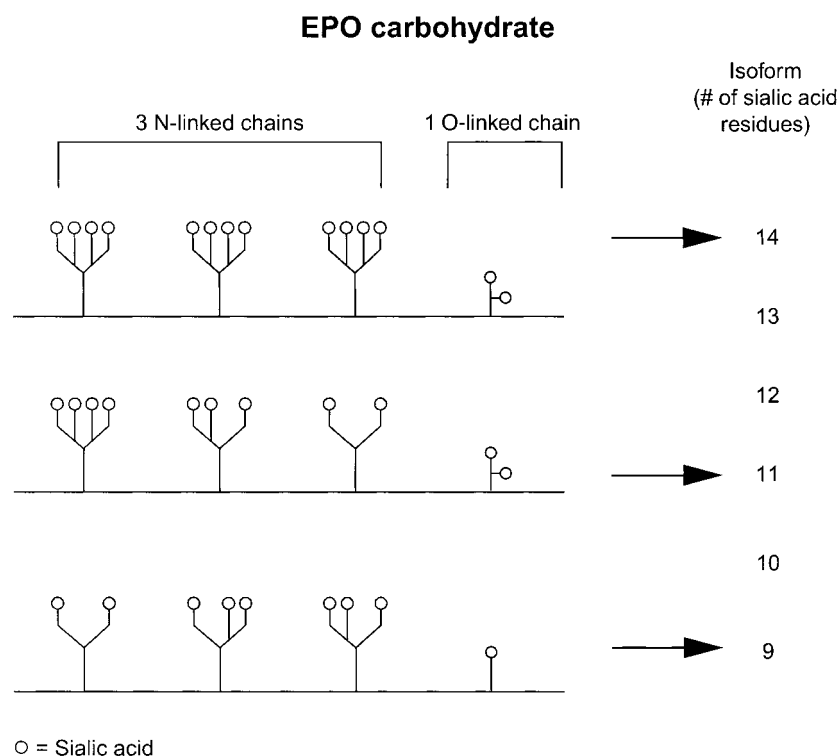 EPO carbohydrate
Isoform
(# of sialic acid
residues)
3 N-linked chains
1 O-linked chain
14
13
12
11
10
9
O = Sialic acid